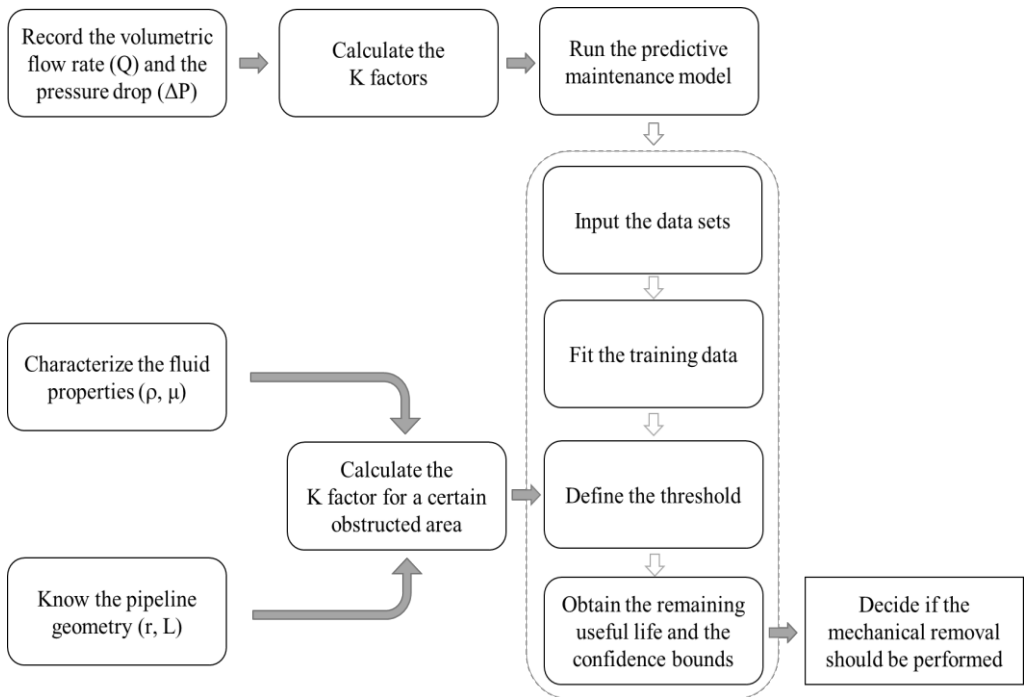 Record the volumetric
flow rate (Q) and the
pressure drop (ΔP)
Calculate the
K factors
Run the predictive
maintenance model
Input the data sets
Fit the training data
Characterize the fluid
properties (ρ, μ)
Calculate the
K factor for a certain
obstructed area
Define the threshold
Know the pipeline
geometry (r, L)
Obtain the remaining
useful life and the
confidence bounds
Decide if the
mechanical removal
should be performed